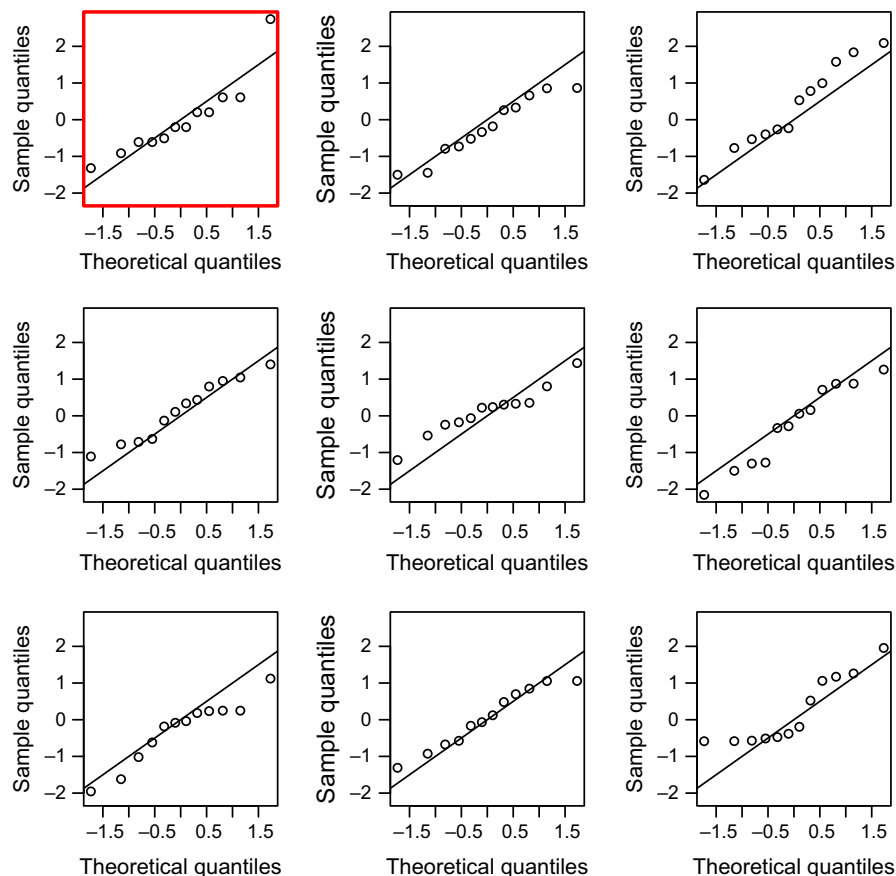 Sample quantiles Sample quantiles Sample quantiles
2 2 2
1 1 1
0 0 0
–1 –1 –1
–2 –2 –2
–1.5 –0.5 0.5 1.5 –1.5 –0.5 0.5 1.5 –1.5 –0.5 0.5 1.5
Theoretical quantiles Theoretical quantiles Theoretical quantiles
Sample quantiles Sample quantiles Sample quantiles
2 2 2
1 1 1
0 0 0
–1 –1 –1
–2 –2 –2
–1.5 –0.5 0.5 1.5 –1.5 –0.5 0.5 1.5 –1.5 –0.5 0.5 1.5
Theoretical quantiles Theoretical quantiles Theoretical quantiles
Sample quantiles Sample quantiles Sample quantiles
2 2 2
1 1 1
0 0 0
–1 –1 –1
–2 –2 –2
–1.5 –0.5 0.5 1.5 –1.5 –0.5 0.5 1.5 –1.5 –0.5 0.5 1.5
Theoretical quantiles Theoretical quantiles Theoretical quantiles